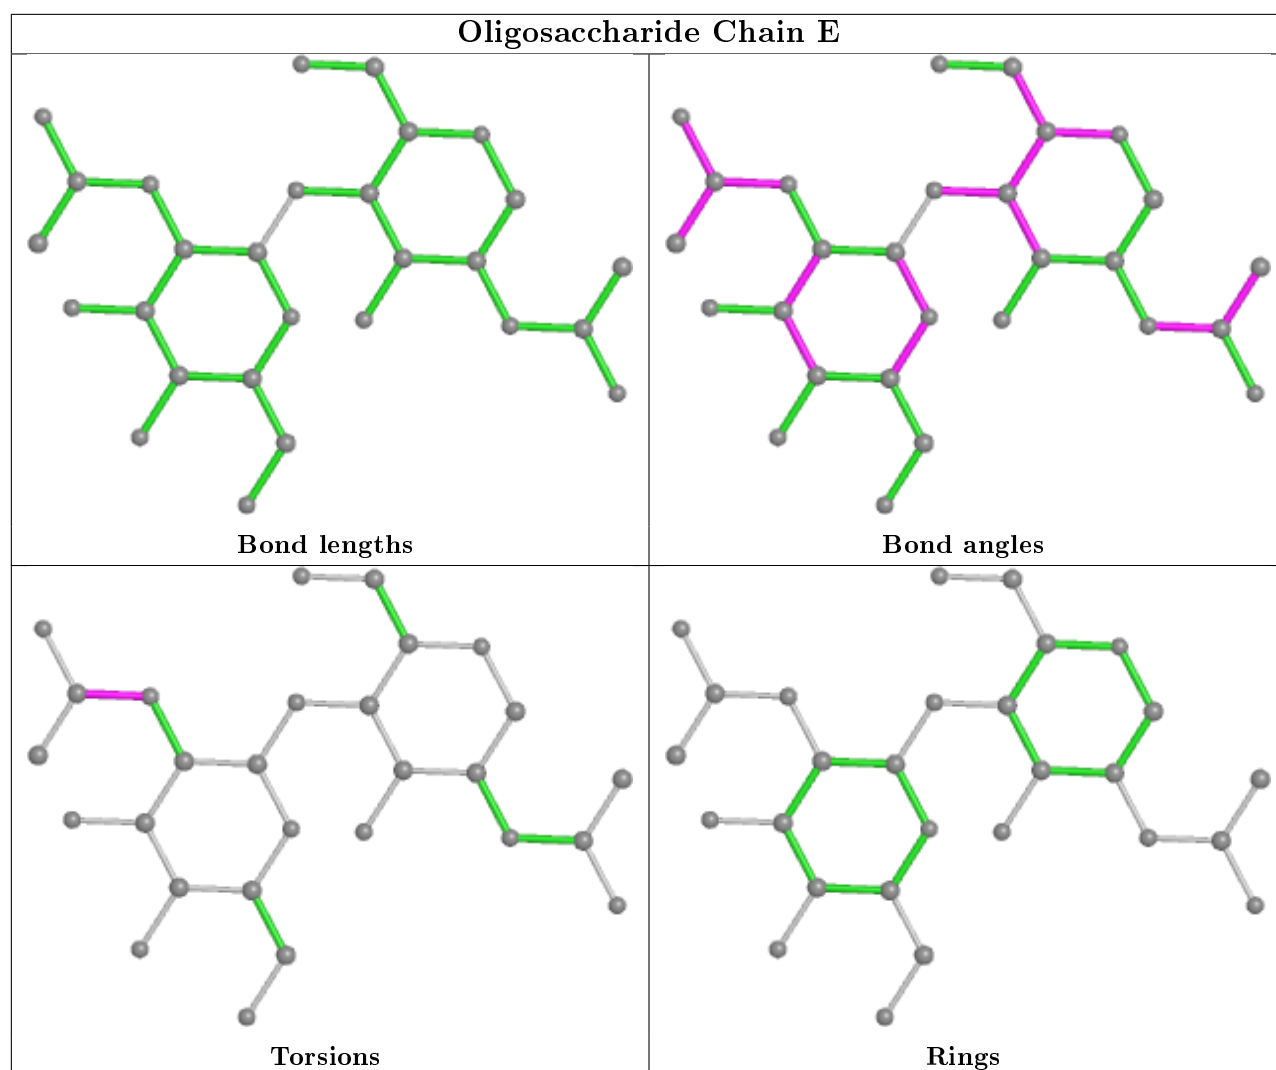 Oligosaccharide Chain E
Bond lengths
Bond angles
Torsions
Rings